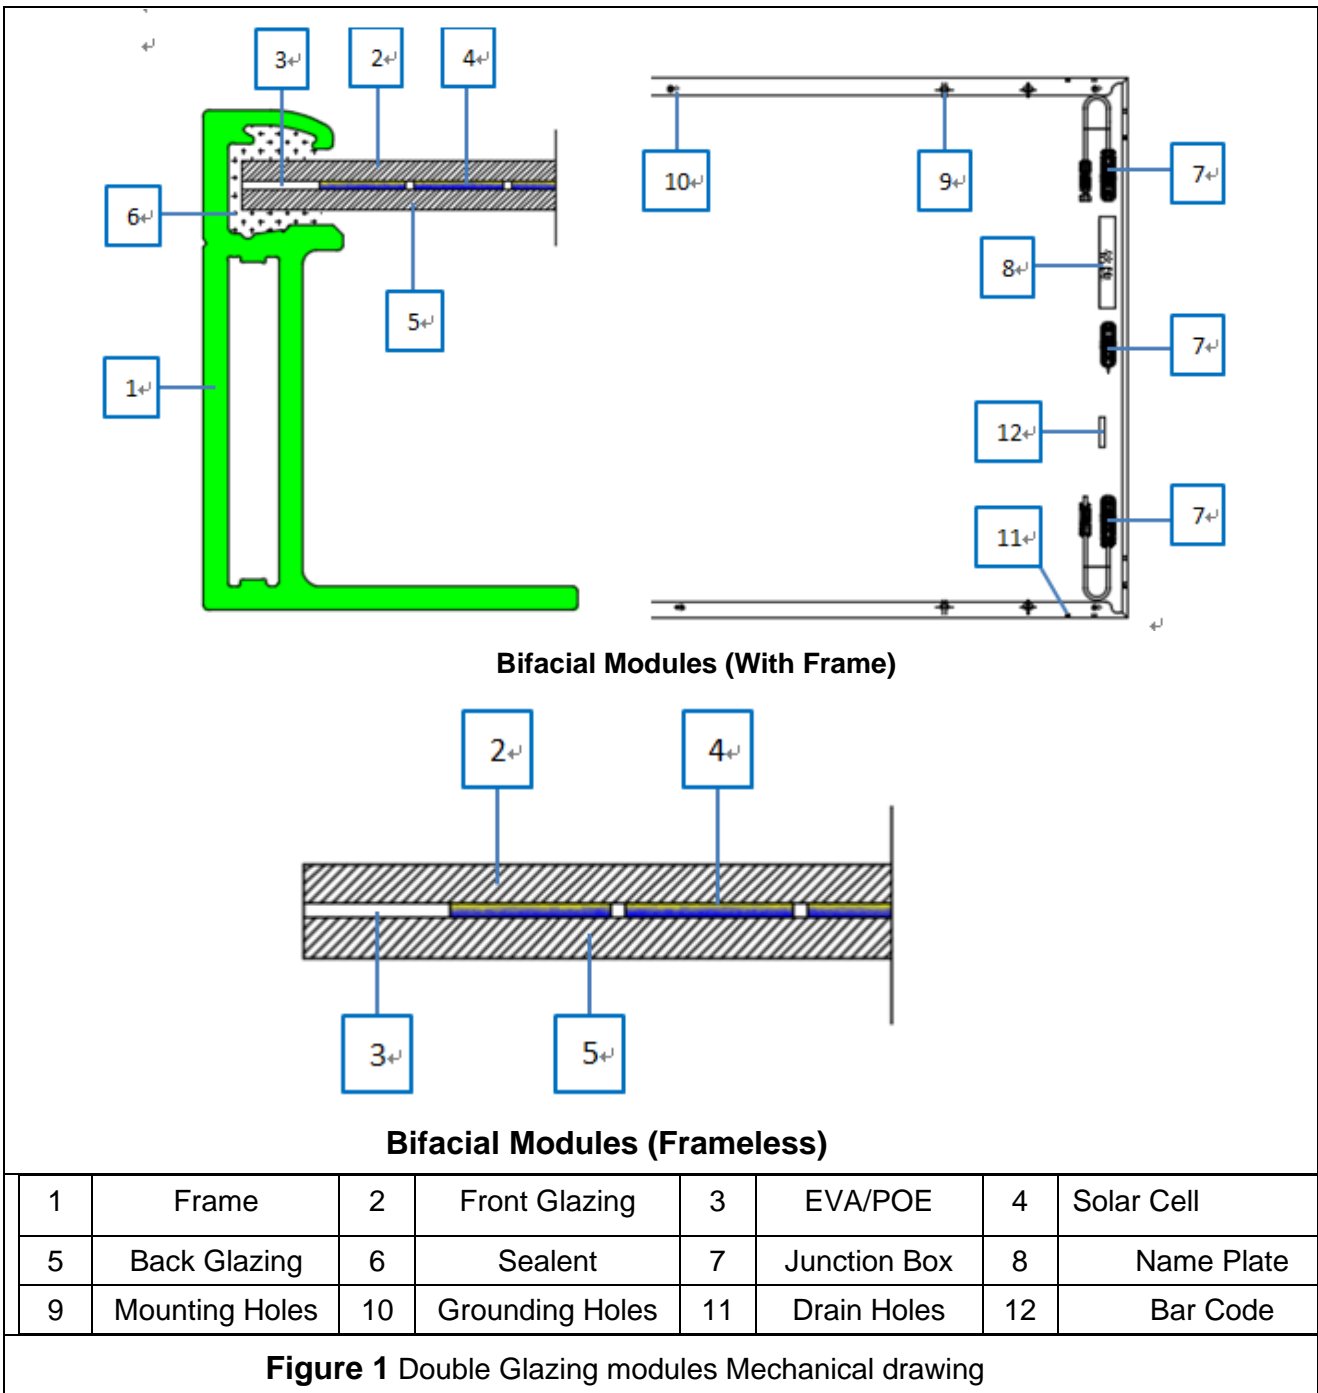 3↵ 2↵ 4↵
10↵ 9↵ 7↵
6↵
8↵
5↵
7↵
1↵
12↵
7↵
11↵
Bifacial Modules (With Frame)
2↵ 4↵
3↵ 5↵
Bifacial Modules (Frameless)
1 Frame 2 Front Glazing 3 EVA/POE 4 Solar Cell
5 Back Glazing 6 Sealent 7 Junction Box 8 Name Plate
9 Mounting Holes 10 Grounding Holes 11 Drain Holes 12 Bar Code
Figure 1 Double Glazing modules Mechanical drawing